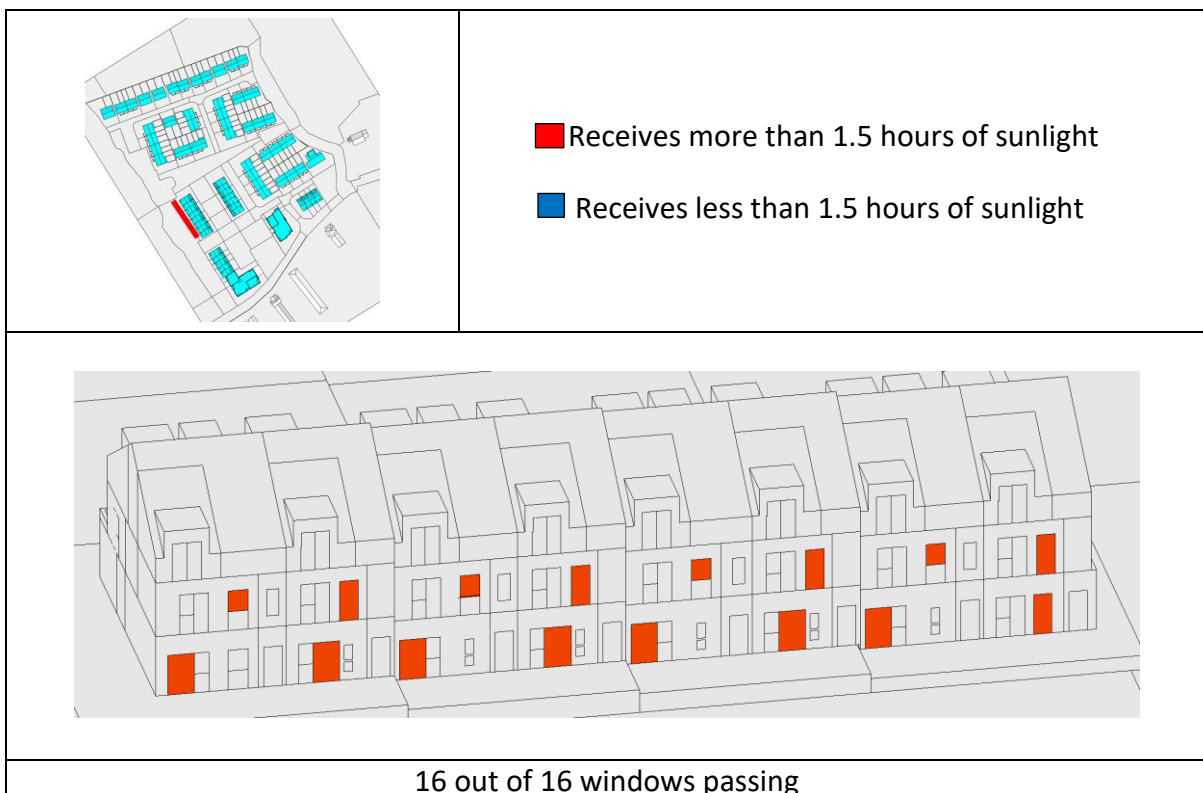 Receives more than 1.5 hours of sunlight
Receives less than 1.5 hours of sunlight
16 out of 16 windows passing